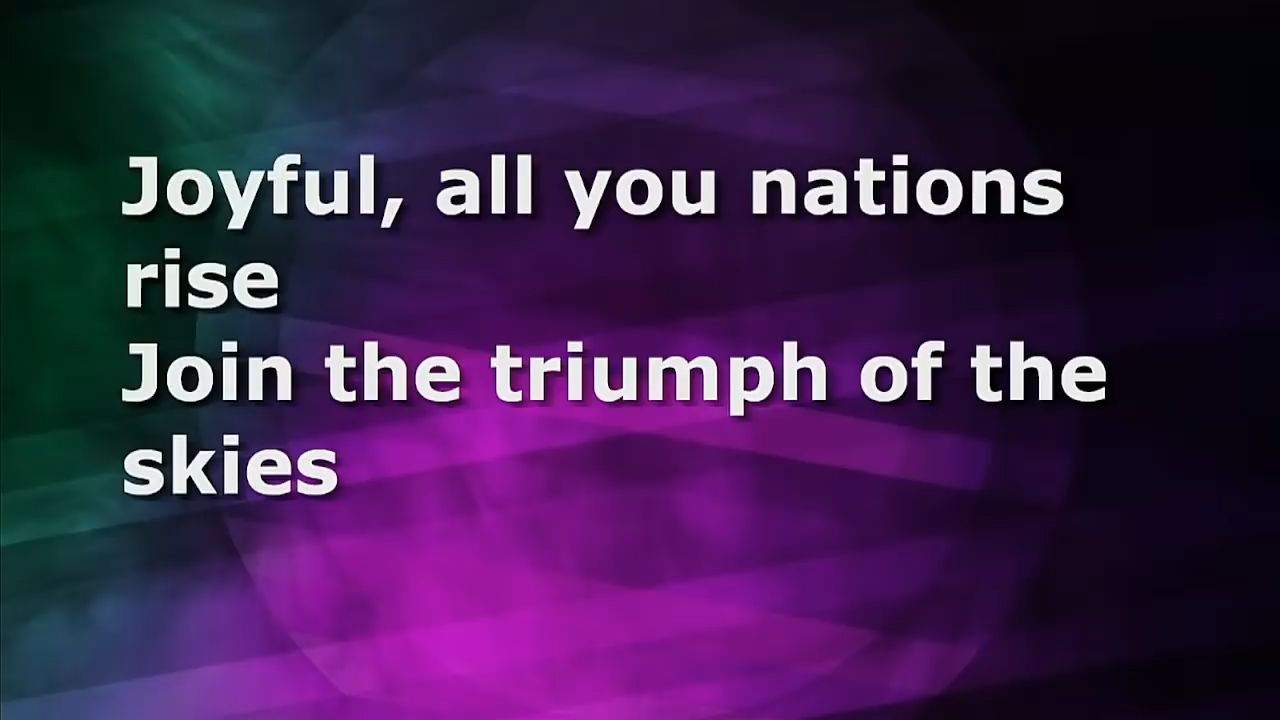 Joyful, all you nations
rise
Join the triumph of the
skies